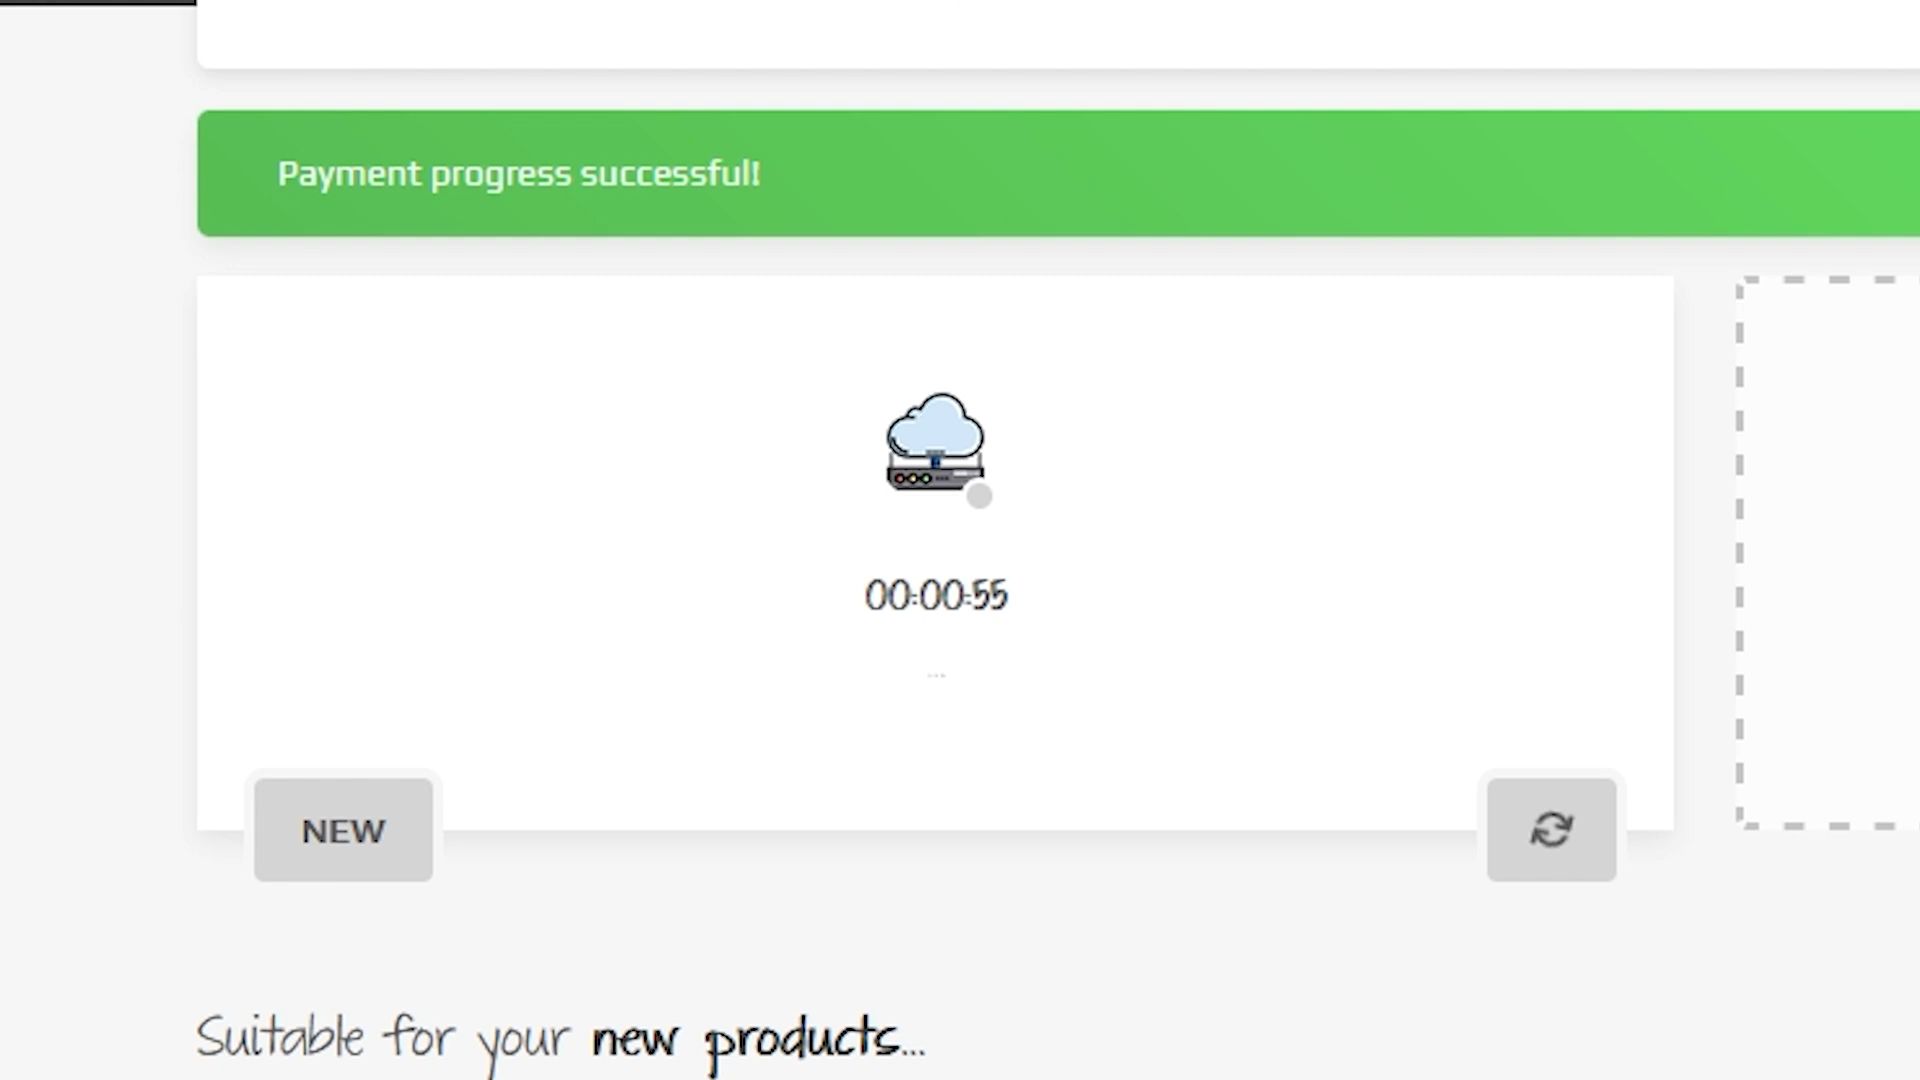 Payment progress successful!
00:00:55
...
NEW
Suitable for your new products...